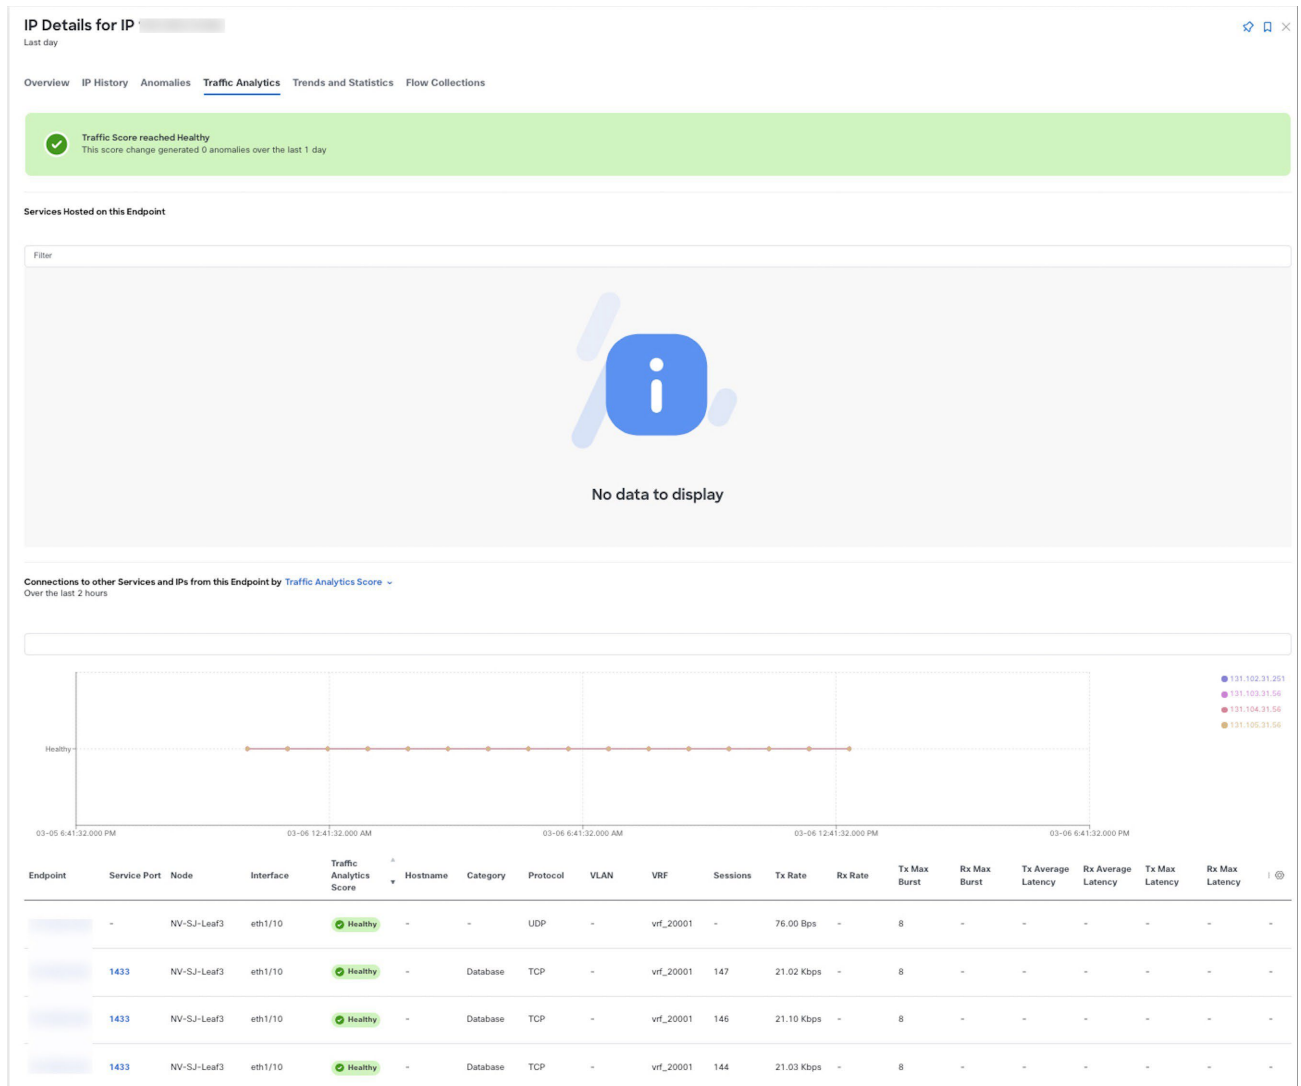 IP Details for IP
Last day
Overview IP History Anomalies Traffic Analytics Trends and Statistics Flow Collections
Traffic Score reached Healthy
This score change generated 0 anomalies over the last 1 day
Services Hosted on this Endpoint
Filter
No data to display
Connections to other Services and IPs from this Endpoint by Traffic Analytics Score
Over the last 2 hours
131.102.31.251
131.103.31.56
131.104.31.56
131.105.31.56
Healthy
03-05 6:41:32.000 PM 03-06 12:41:32.000 AM 03-06 6:41:32.000 AM 03-06 12:41:32.000 PM 03-06 6:41:32.000 PM
Endpoint Service Port Node Interface Traffic Analytics Score Hostname Category Protocol VLAN VRF Sessions Tx Rate Rx Rate Tx Max Burst Rx Max Burst Tx Average Latency Rx Average Latency Tx Max Latency Rx Max Latency
- NV-SJ-Leaf3 eth1/10 Healthy - - UDP - vrf_20001 - 76.00 Bps - 8 - - - - - -
1433 NV-SJ-Leaf3 eth1/10 Healthy - Database TCP - vrf_20001 147 21.02 Kbps - 8 - - - - - -
1433 NV-SJ-Leaf3 eth1/10 Healthy - Database TCP - vrf_20001 146 21.10 Kbps - 8 - - - - - -
1433 NV-SJ-Leaf3 eth1/10 Healthy - Database TCP - vrf_20001 144 21.03 Kbps - 8 - - - - - -